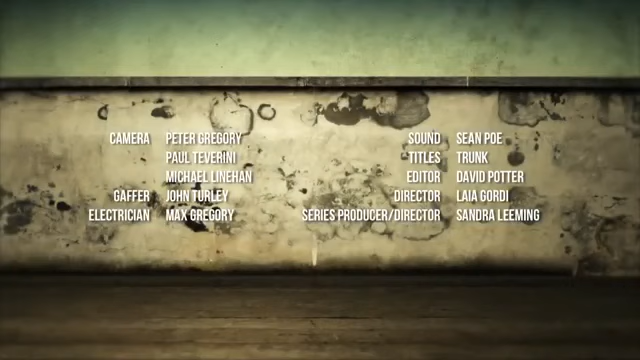 CAMERA PETER GREGORY
PAUL TEVERINI
MICHAEL LINEHAN
GAFFER JOHN TURLEY
ELECTRICIAN MAX GREGORY
SOUND SEAN POE
TITLES TRUNK
EDITOR DAVID POTTER
DIRECTOR LAIA GORDI
SERIES PRODUCER/DIRECTOR SANDRA LEEMING